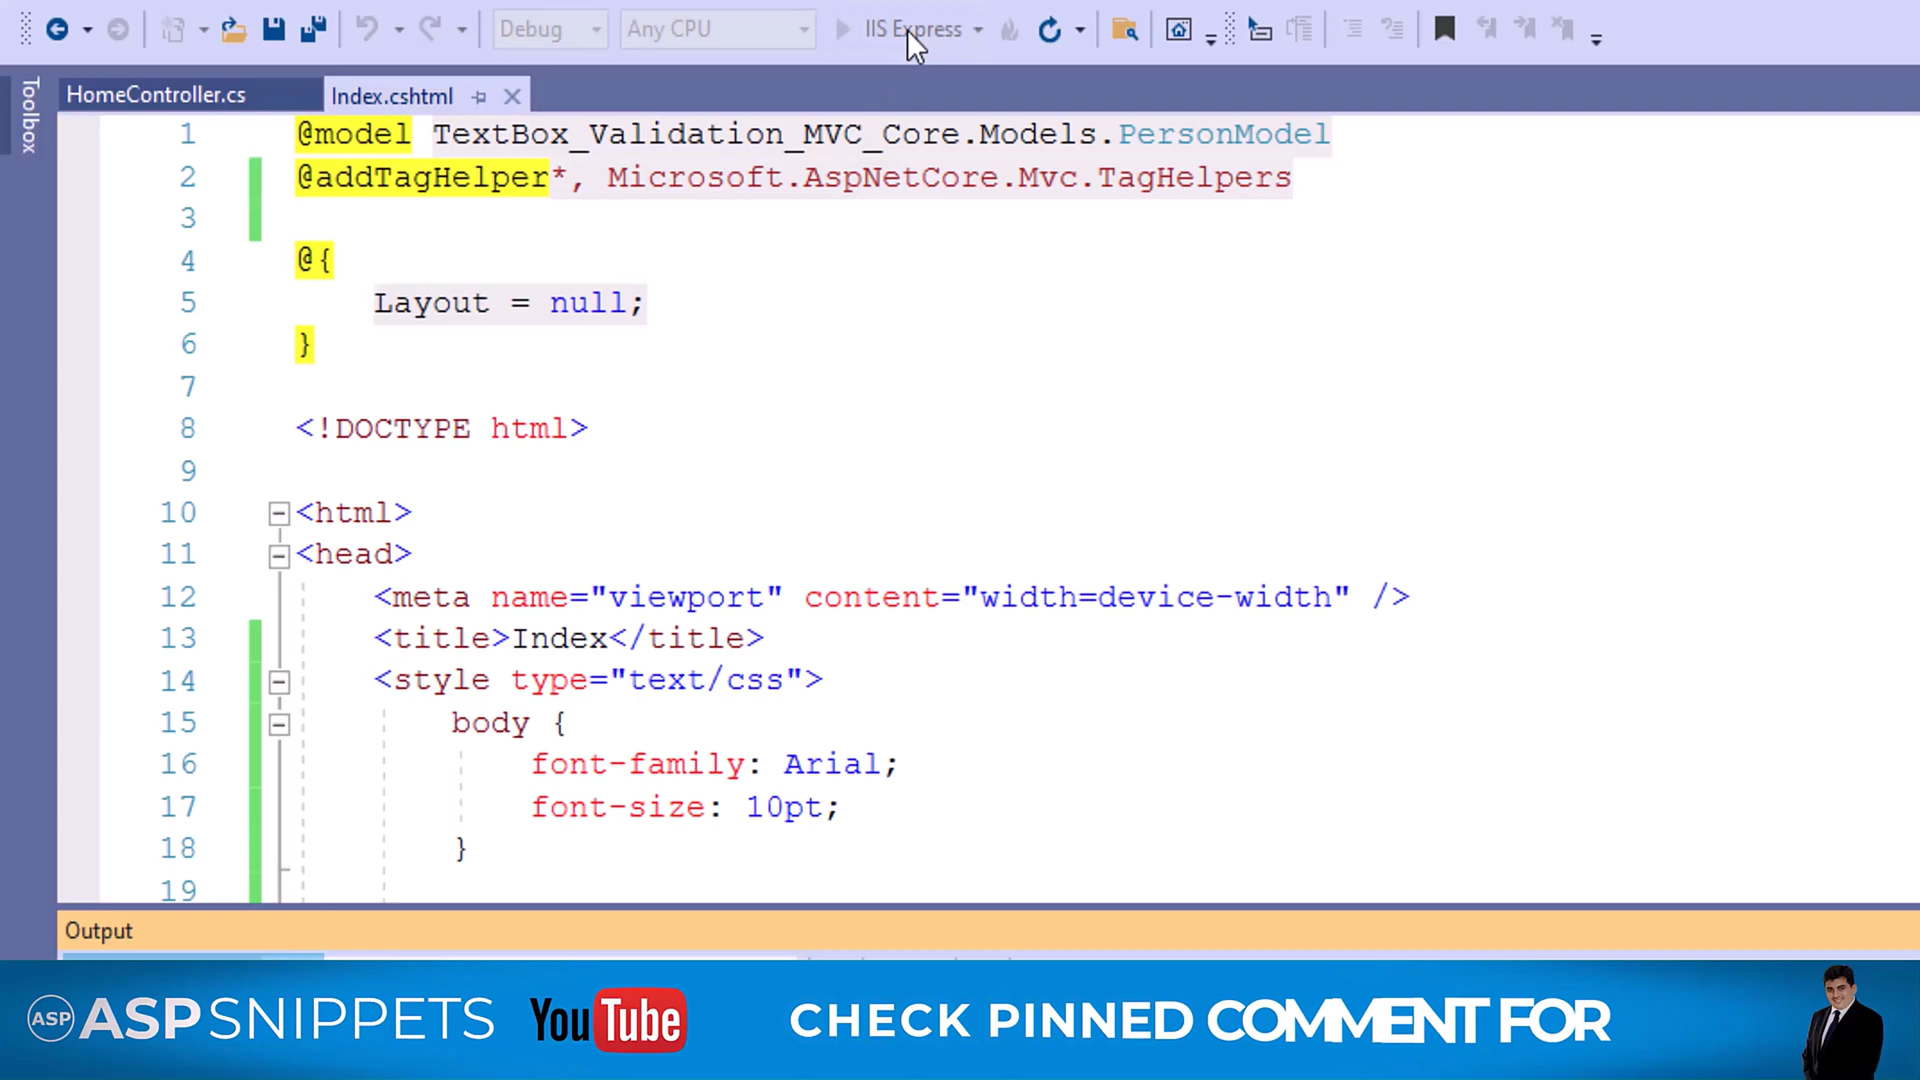 Debug Any CPU IIS Express
Toolbox
HomeController.cs Index.cshtml
1 @model TextBox_Validation_MVC_Core.Models.PersonModel
2 @addTagHelper*, Microsoft.AspNetCore.Mvc.TagHelpers
3
4 @{
5 Layout = null;
6 }
7
8 <!DOCTYPE html>
9
10 <html>
11 <head>
12 <meta name="viewport" content="width=device-width" />
13 <title>Index</title>
14 <style type="text/css">
15 body {
16 font-family: Arial;
17 font-size: 10pt;
18 }
19
Output
ASP ASPSNIPPETS YouTube CHECK PINNED COMMENT FOR